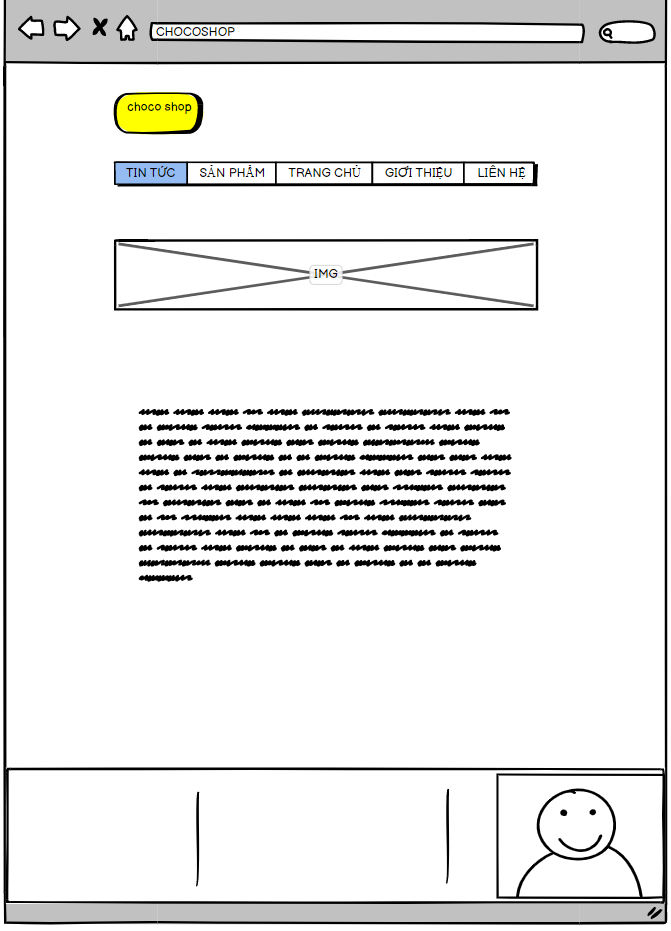 CHOCOSHOP
choco shop
TIN TỨC SẢN PHẨM TRANG CHỦ GIỚI THIỆU LIÊN HỆ
IMG